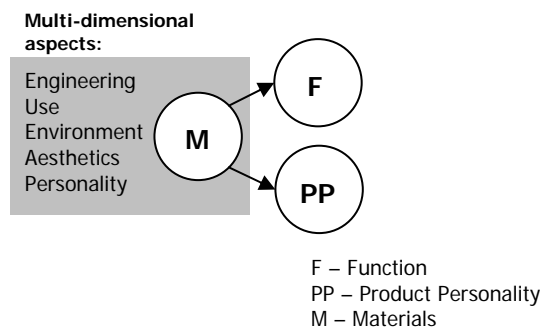 Multi-dimensional
aspects:
Engineering
Use
Environment
Aesthetics
Personality
M
F
PP
F – Function
PP – Product Personality
M – Materials